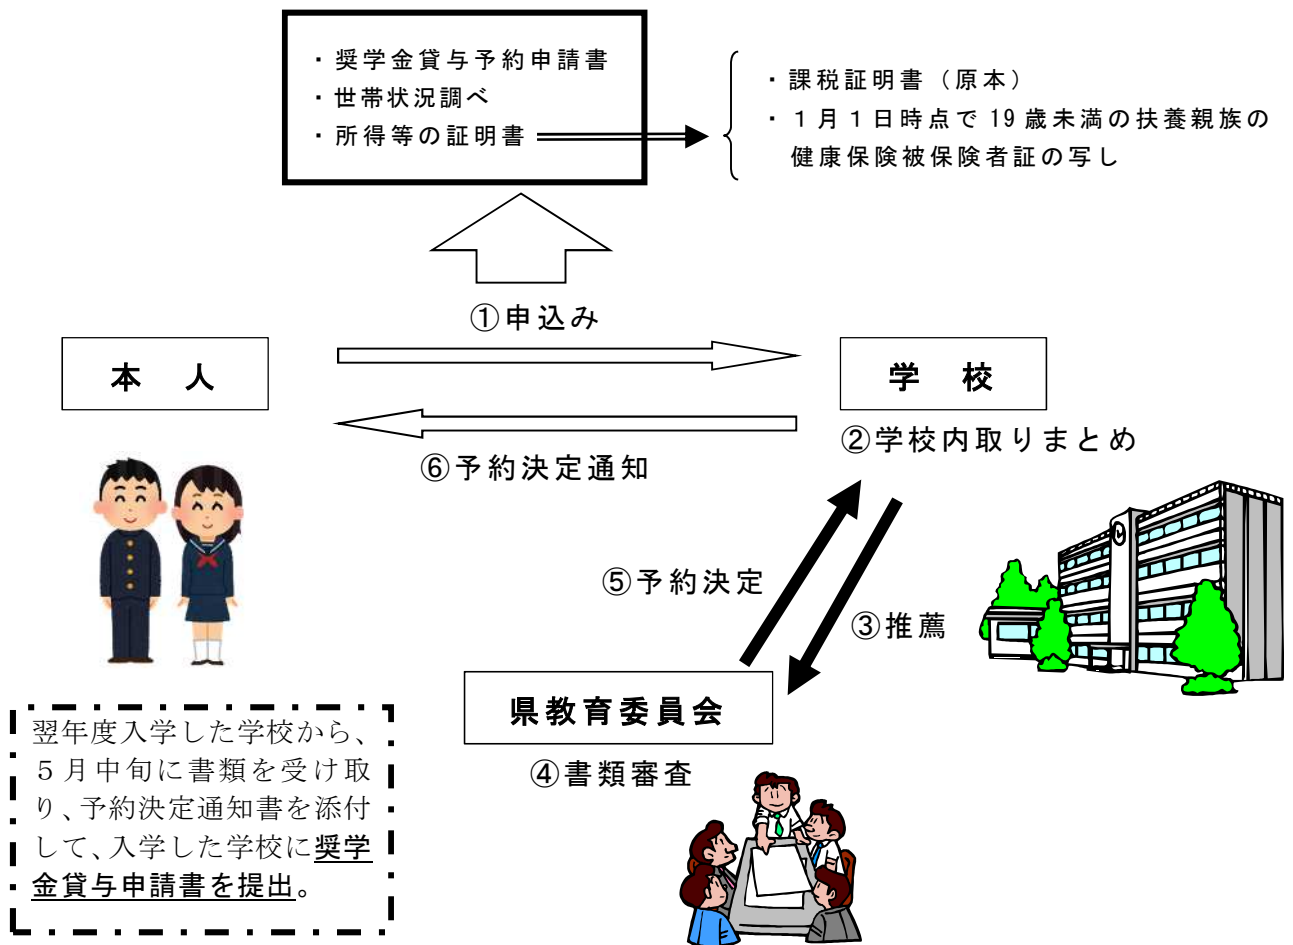 ・奨学金貸与予約申請書
・世帯状況調べ
・所得等の証明書
・課税証明書（原本）
・１月１日時点で 19 歳未満の扶養親族の
健康保険被保険者証の写し
①申込み
本　人
学　校
②学校内取りまとめ
⑥予約決定通知
⑤予約決定
③推薦
県教育委員会
④書類審査
翌年度入学した学校から、
５月中旬に書類を受け取
り、予約決定通知書を添付
して、入学した学校に奨学
金貸与申請書を提出。